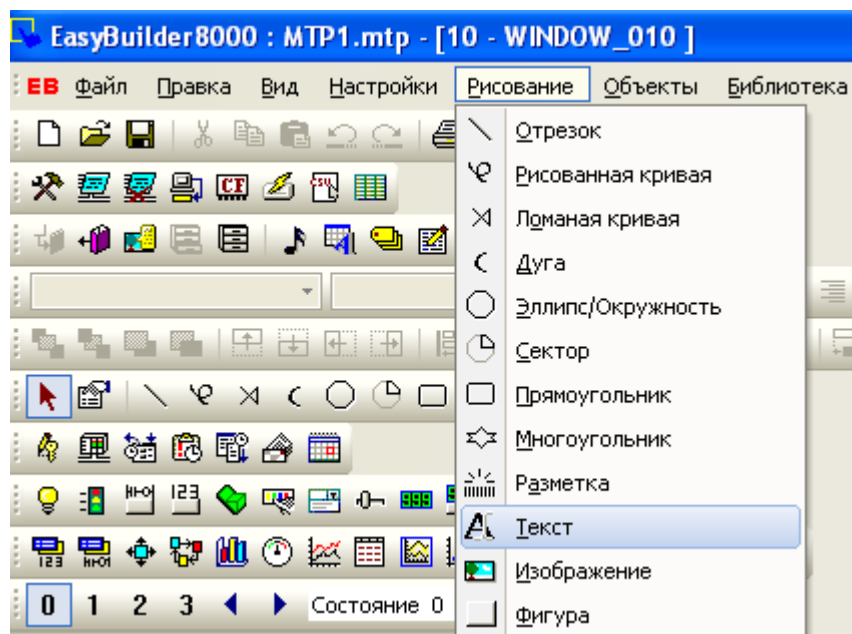 EasyBuilder8000 : MTP1.mtp - [10 - WINDOW_010 ]
EB Файл Правка Вид Настройки Рисование Объекты Библиотека
Отрезок
Рисованная кривая
Ломаная кривая
Дуга
Эллипс/Окружность
Сектор
Прямоугольник
Многоугольник
Разметка
Текст
Изображение
Фигура
0 1 2 3 Состояние 0